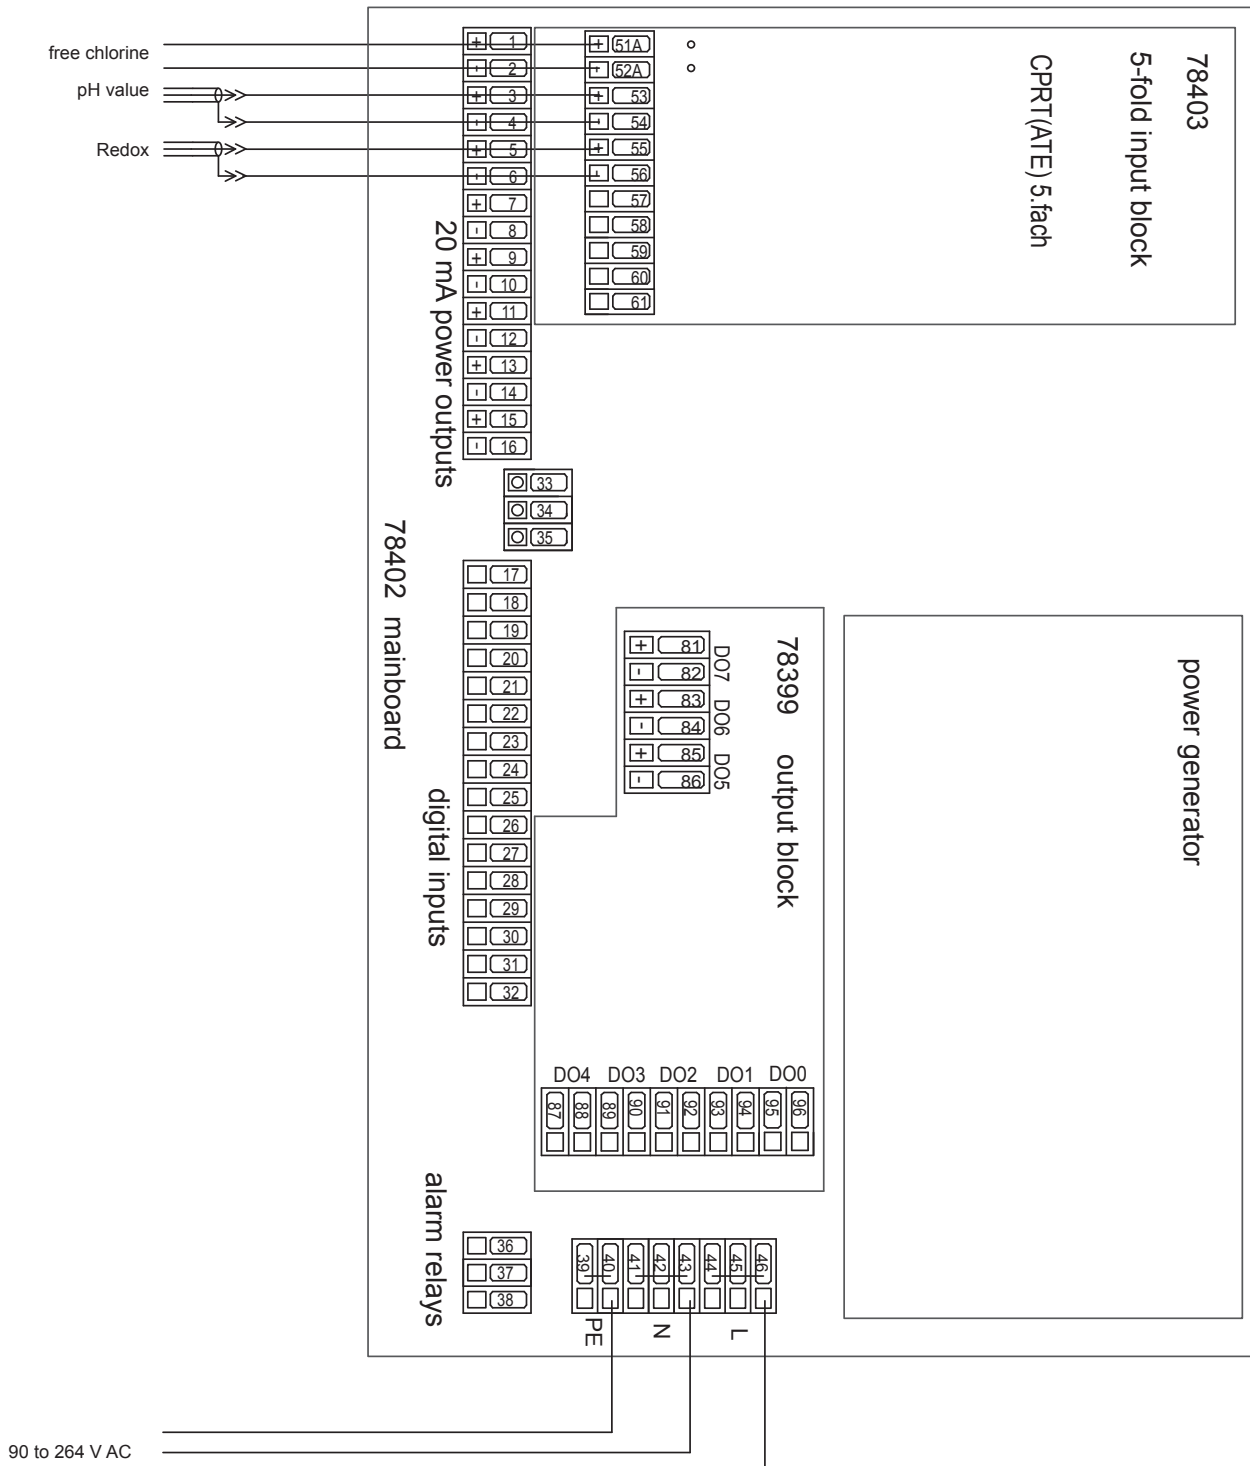 free chlorine
pH value
Redox
+ 1
- 2
+ 3
- 4
+ 5
- 6
+ 7
- 8
+ 9
- 10
+ 11
- 12
+ 13
- 14
+ 15
- 16
20 mA power outputs
+ 51A
- 52A
+ 53
- 54
+ 55
- 56
57
58
59
60
61
78403
5-fold input block
CPRT(ATE) 5.fach
33
34
35
78402 mainboard
17
18
19
20
21
22
23
24
25
26
27
28
29
30
31
32
digital inputs
+ 81
- 82
+ 83
- 84
+ 85
- 86
DO7 DO6 DO5
78399 output block
power generator
DO4 DO3 DO2 DO1 DO0
87 88 89 90 91 92 93 94 95 96
alarm relays
36
37
38
39 40 41 42 43 44 45 46
PE N L
90 to 264 V AC